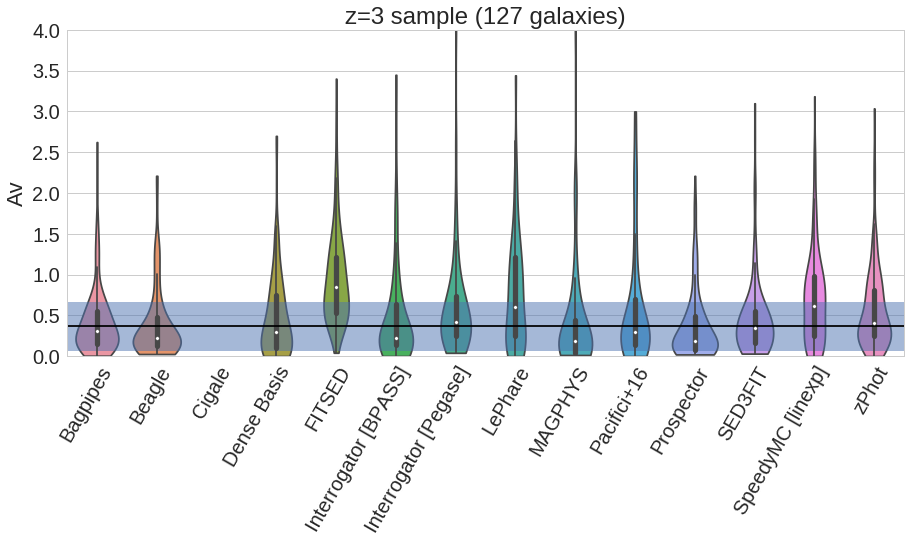 z=3 sample (127 galaxies)
Av
4.0
3.5
3.0
2.5
2.0
1.5
1.0
0.5
0.0
Bagpipes
Beagle
Cigale
Dense Basis
FITSED
Interrogator [BPASS]
Interrogator [Pegase]
LePhare
MAGPHYS
Pacifici+16
Prospector
SED3FIT
SpeedyMC [linexp]
zPhot